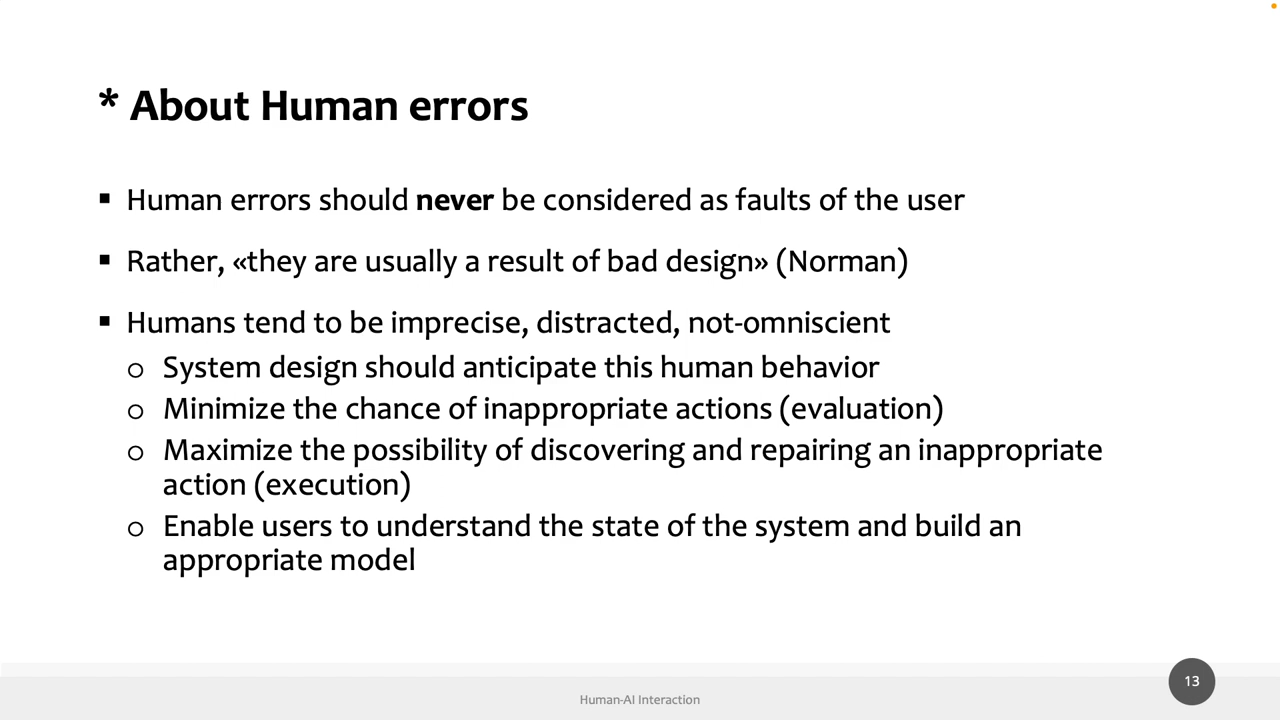 * About Human errors
▪ Human errors should never be considered as faults of the user
▪ Rather, «they are usually a result of bad design» (Norman)
▪ Humans tend to be imprecise, distracted, not-omniscient
o System design should anticipate this human behavior
o Minimize the chance of inappropriate actions (evaluation)
o Maximize the possibility of discovering and repairing an inappropriate
action (execution)
o Enable users to understand the state of the system and build an
appropriate model
Human-AI Interaction
13